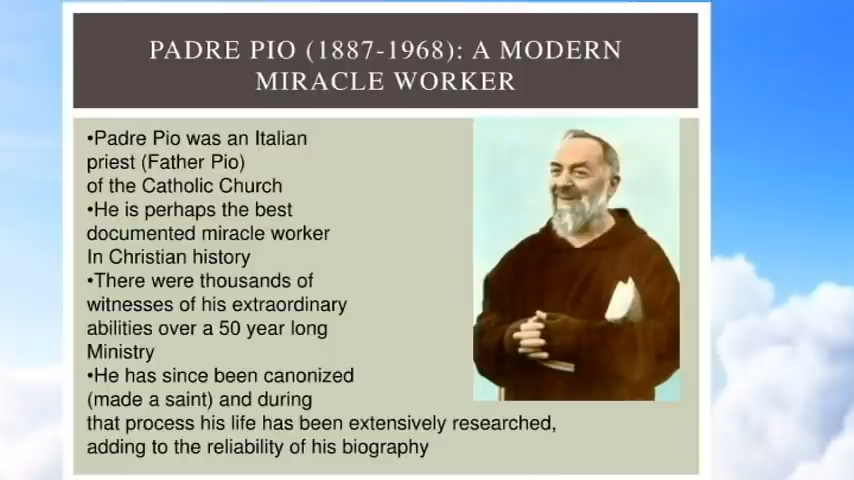 PADRE PIO (1887-1968): A MODERN
MIRACLE WORKER
•Padre Pio was an Italian
priest (Father Pio)
of the Catholic Church
•He is perhaps the best
documented miracle worker
In Christian history
•There were thousands of
witnesses of his extraordinary
abilities over a 50 year long
Ministry
•He has since been canonized
(made a saint) and during
that process his life has been extensively researched,
adding to the reliability of his biography